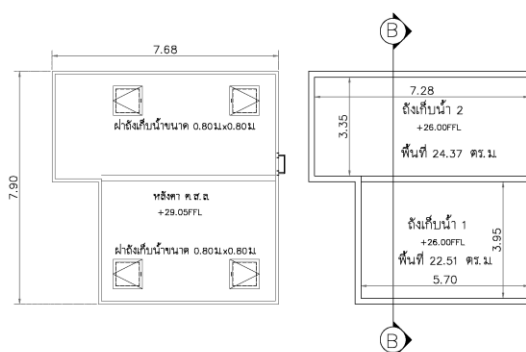 7.68
7.90
ฝาถังเก็บน้ำขนาด 0.80ม.x0.80ม.
หลังคา ค.ส.ล.
+29.05FFL
ฝาถังเก็บน้ำขนาด 0.80ม.x0.80ม.
B
7.28
3.35
ถังเก็บน้ำ 2
+26.00FFL
พื้นที่ 24.37 ตร.ม.
ถังเก็บน้ำ 1
+26.00FFL
พื้นที่ 22.51 ตร.ม.
3.95
5.70
B